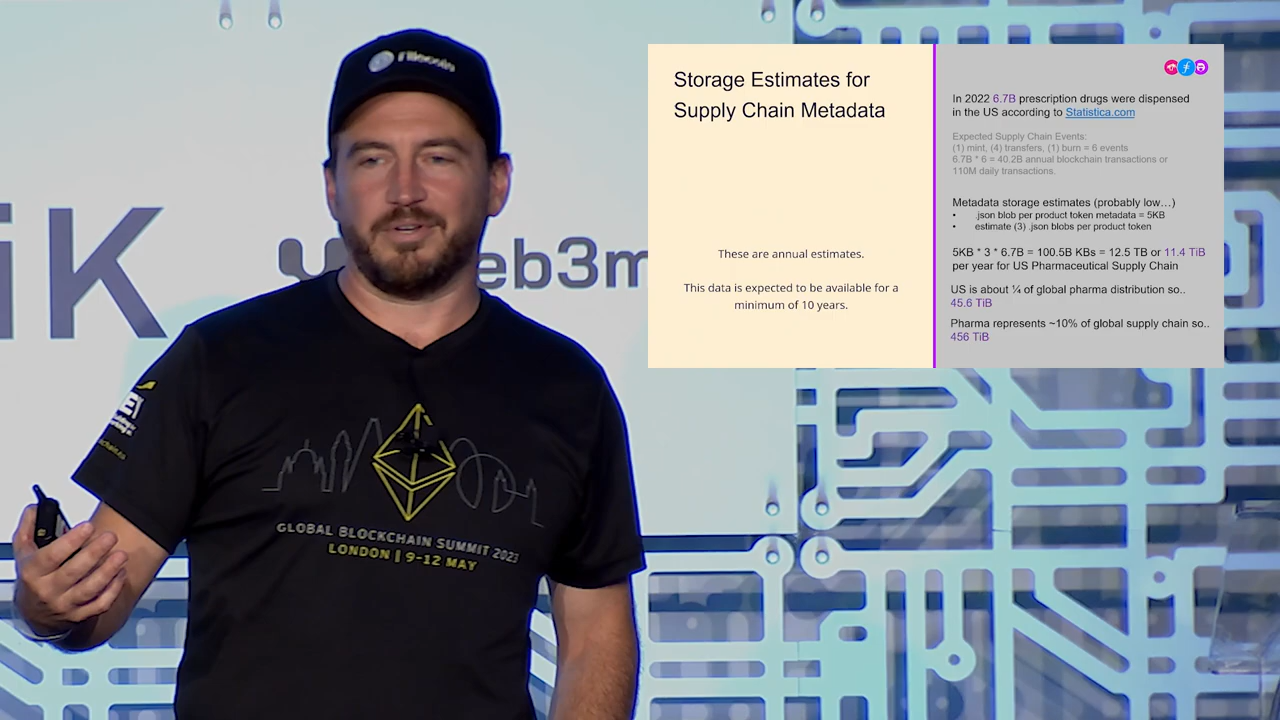 filecoin
iK
eb3m
GLOBAL BLOCKCHAIN SUMMIT 2023
LONDON | 9-12 MAY
Storage Estimates for
Supply Chain Metadata
These are annual estimates.
This data is expected to be available for a
minimum of 10 years.
In 2022 6.7B prescription drugs were dispensed
in the US according to Statistica.com
Expected Supply Chain Events:
(1) mint, (4) transfers, (1) burn = 6 events
6.7B * 6 = 40.2B annual blockchain transactions or
110M daily transactions.
Metadata storage estimates (probably low…)
• .json blob per product token metadata = 5KB
• estimate (3) .json blobs per product token
5KB * 3 * 6.7B = 100.5B KBs = 12.5 TB or 11.4 TiB
per year for US Pharmaceutical Supply Chain
US is about ¼ of global pharma distribution so..
45.6 TiB
Pharma represents ~10% of global supply chain so..
456 TiB